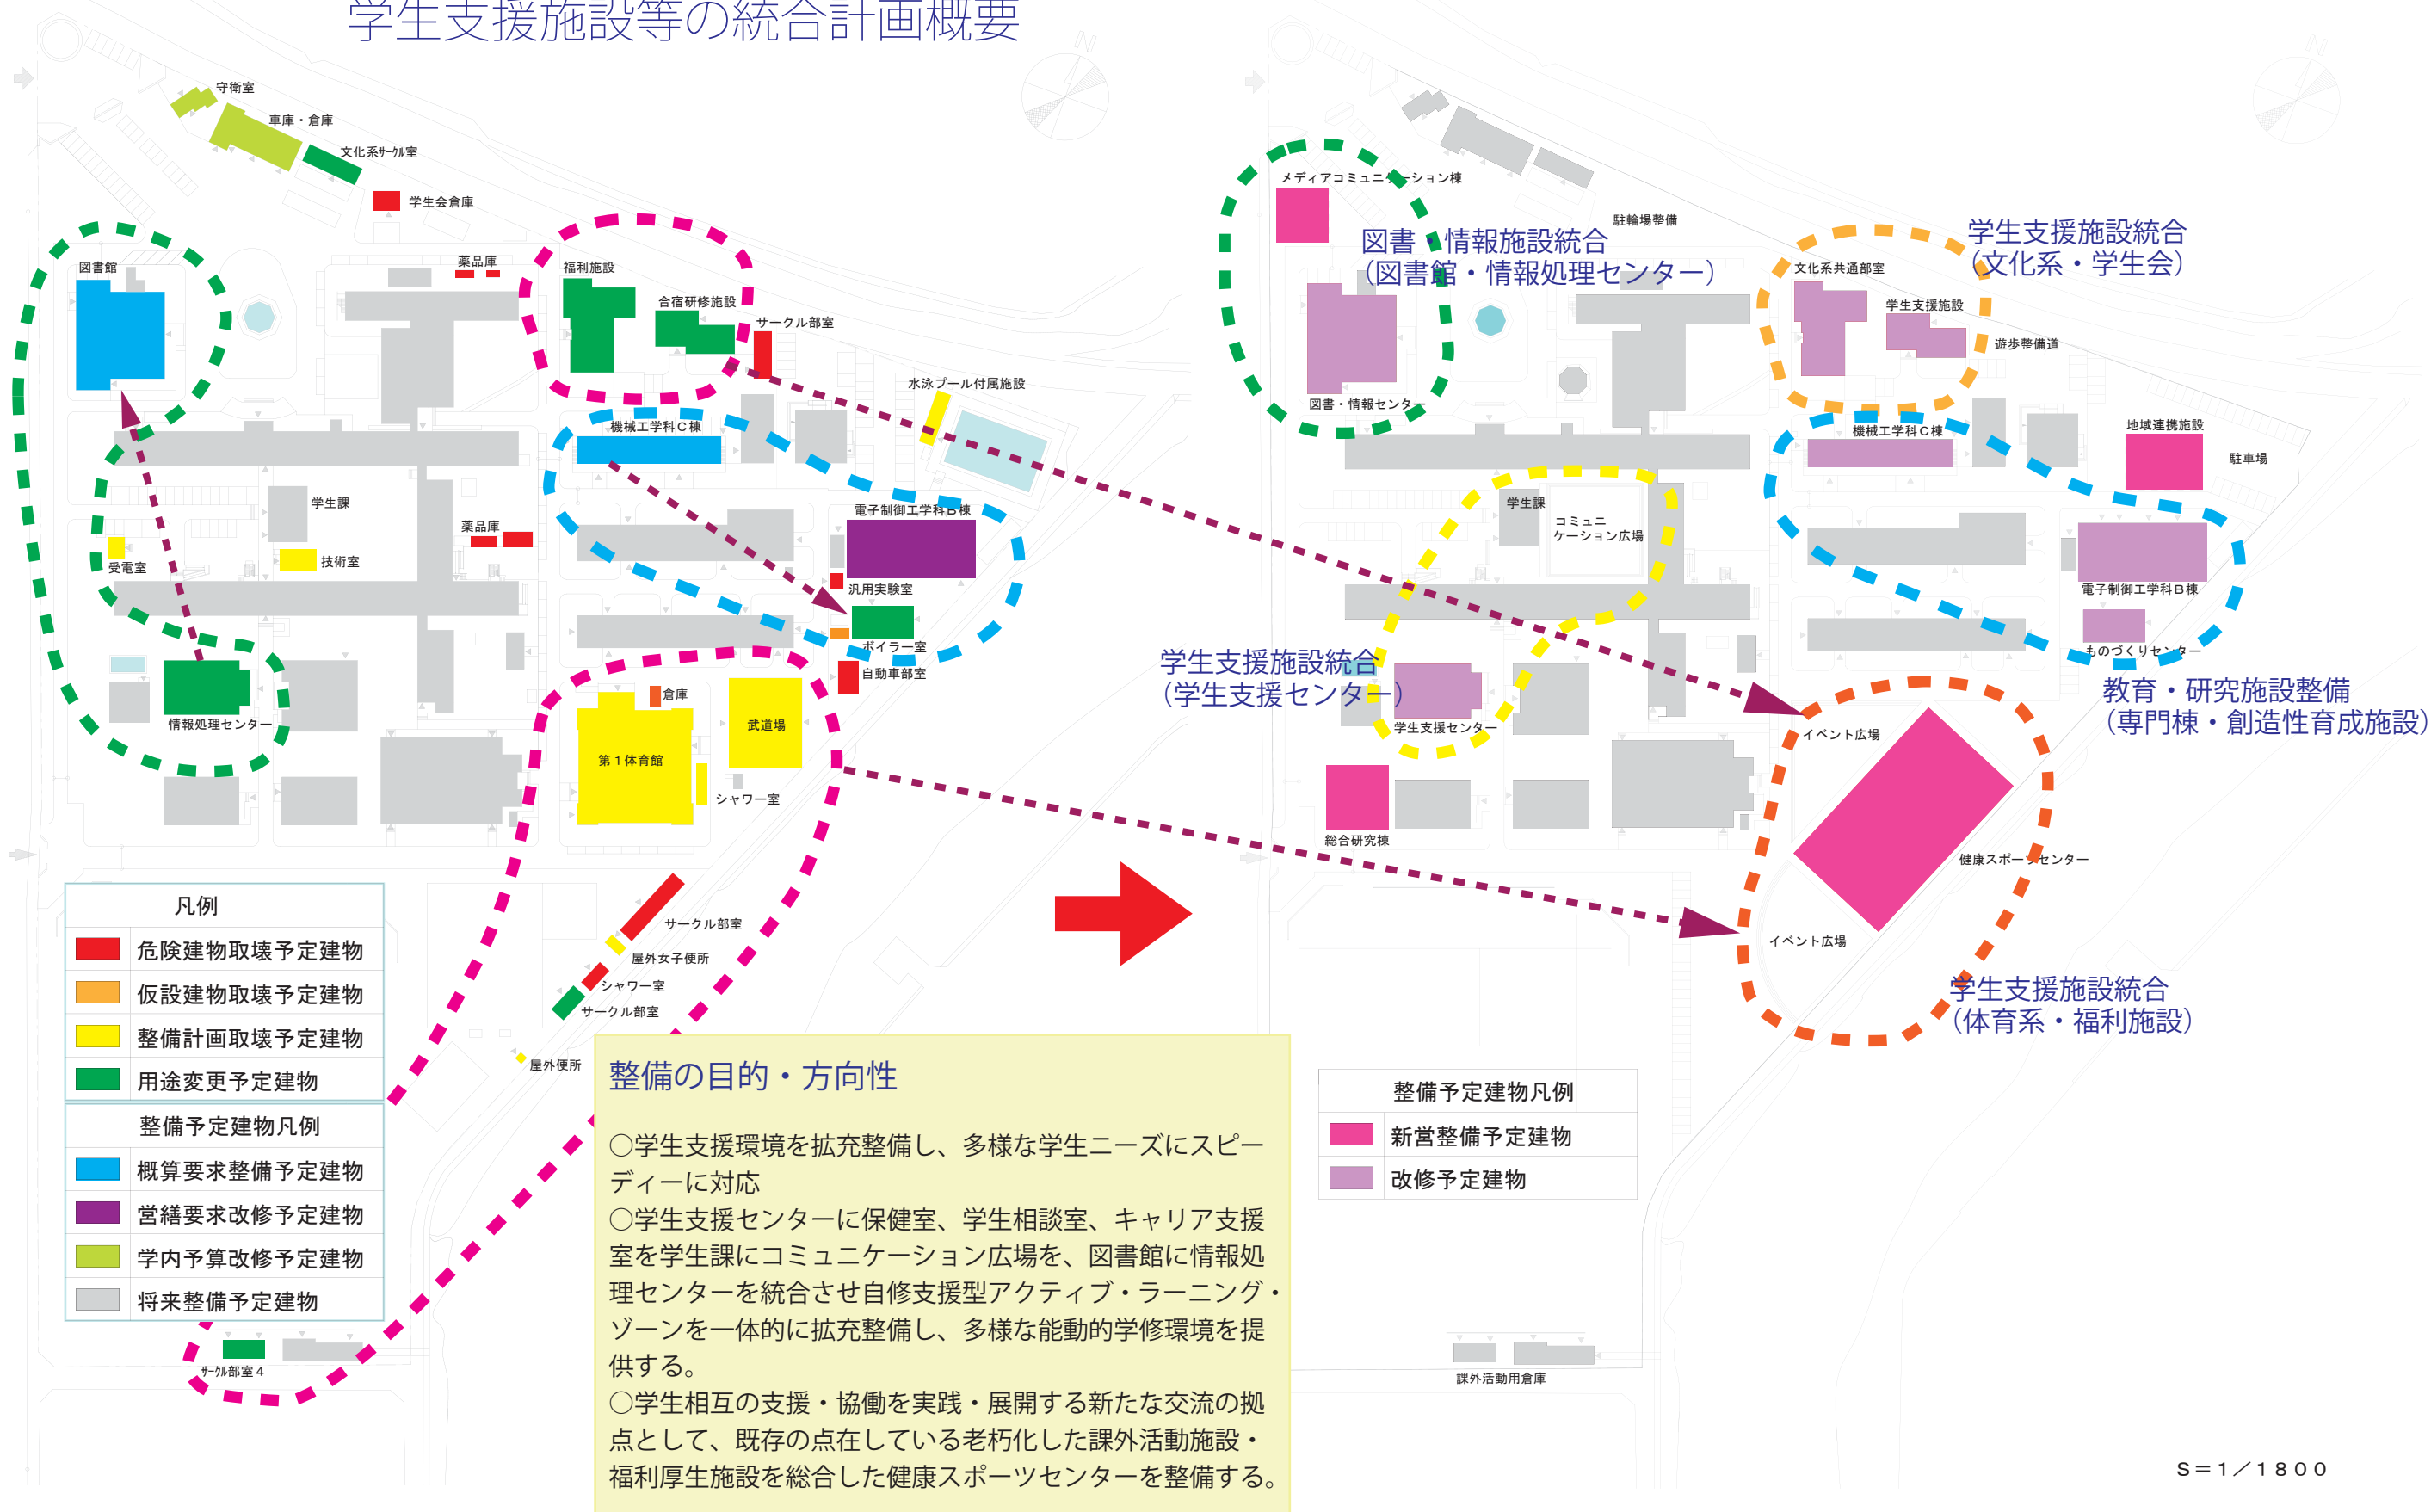 学生支援施設等の統合計画概要
守衛室
車庫・倉庫
文化系サークル室
学生会倉庫
図書館
薬品庫
福利施設
合宿研修施設
サークル部室
水泳プール付属施設
機械工学科C棟
学生課
薬品庫
電子制御工学科B棟
受電室
技術室
汎用実験室
ボイラー室
自動車部室
倉庫
武道場
情報処理センター
第1体育館
シャワー室
サークル部室
屋外女子便所
シャワー室
サークル部室
屋外便所
サークル部室4
凡例
危険建物取壊予定建物
仮設建物取壊予定建物
整備計画取壊予定建物
用途変更予定建物
整備予定建物凡例
概算要求整備予定建物
営繕要求改修予定建物
学内予算改修予定建物
将来整備予定建物
N
N
メディアコミュニケーション棟
駐輪場整備
図書・情報施設統合
(図書館・情報処理センター)
学生支援施設統合
(文化系・学生会)
文化系共通部室
学生支援施設
遊歩整備道
図書・情報センター
機械工学科C棟
地域連携施設
駐車場
学生課
コミュニ
ケーション広場
電子制御工学科B棟
ものづくりセンター
学生支援施設統合
(学生支援センター)
学生支援センター
教育・研究施設整備
(専門棟・創造性育成施設)
イベント広場
総合研究棟
健康スポーツセンター
イベント広場
学生支援施設統合
(体育系・福利施設)
整備の目的・方向性
○学生支援環境を拡充整備し、多様な学生ニーズにスピー
ディーに対応
○学生支援センターに保健室、学生相談室、キャリア支援
室を学生課にコミュニケーション広場を、図書館に情報処
理センターを統合させ自修支援型アクティブ・ラーニング・
ゾーンを一体的に拡充整備し、多様な能動的学修環境を提
供する。
○学生相互の支援・協働を実践・展開する新たな交流の拠
点として、既存の点在している老朽化した課外活動施設・
福利厚生施設を総合した健康スポーツセンターを整備する。
整備予定建物凡例
新営整備予定建物
改修予定建物
課外活動用倉庫
S=1/1800